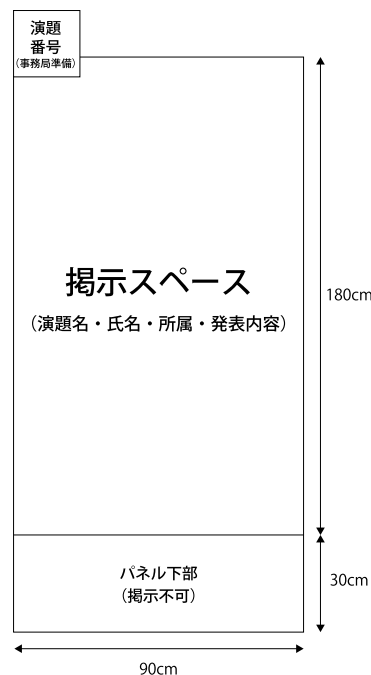 演題
番号
（事務局準備）
掲示スペース
（演題名・氏名・所属・発表内容）
180cm
パネル下部
（掲示不可）
30cm
90cm